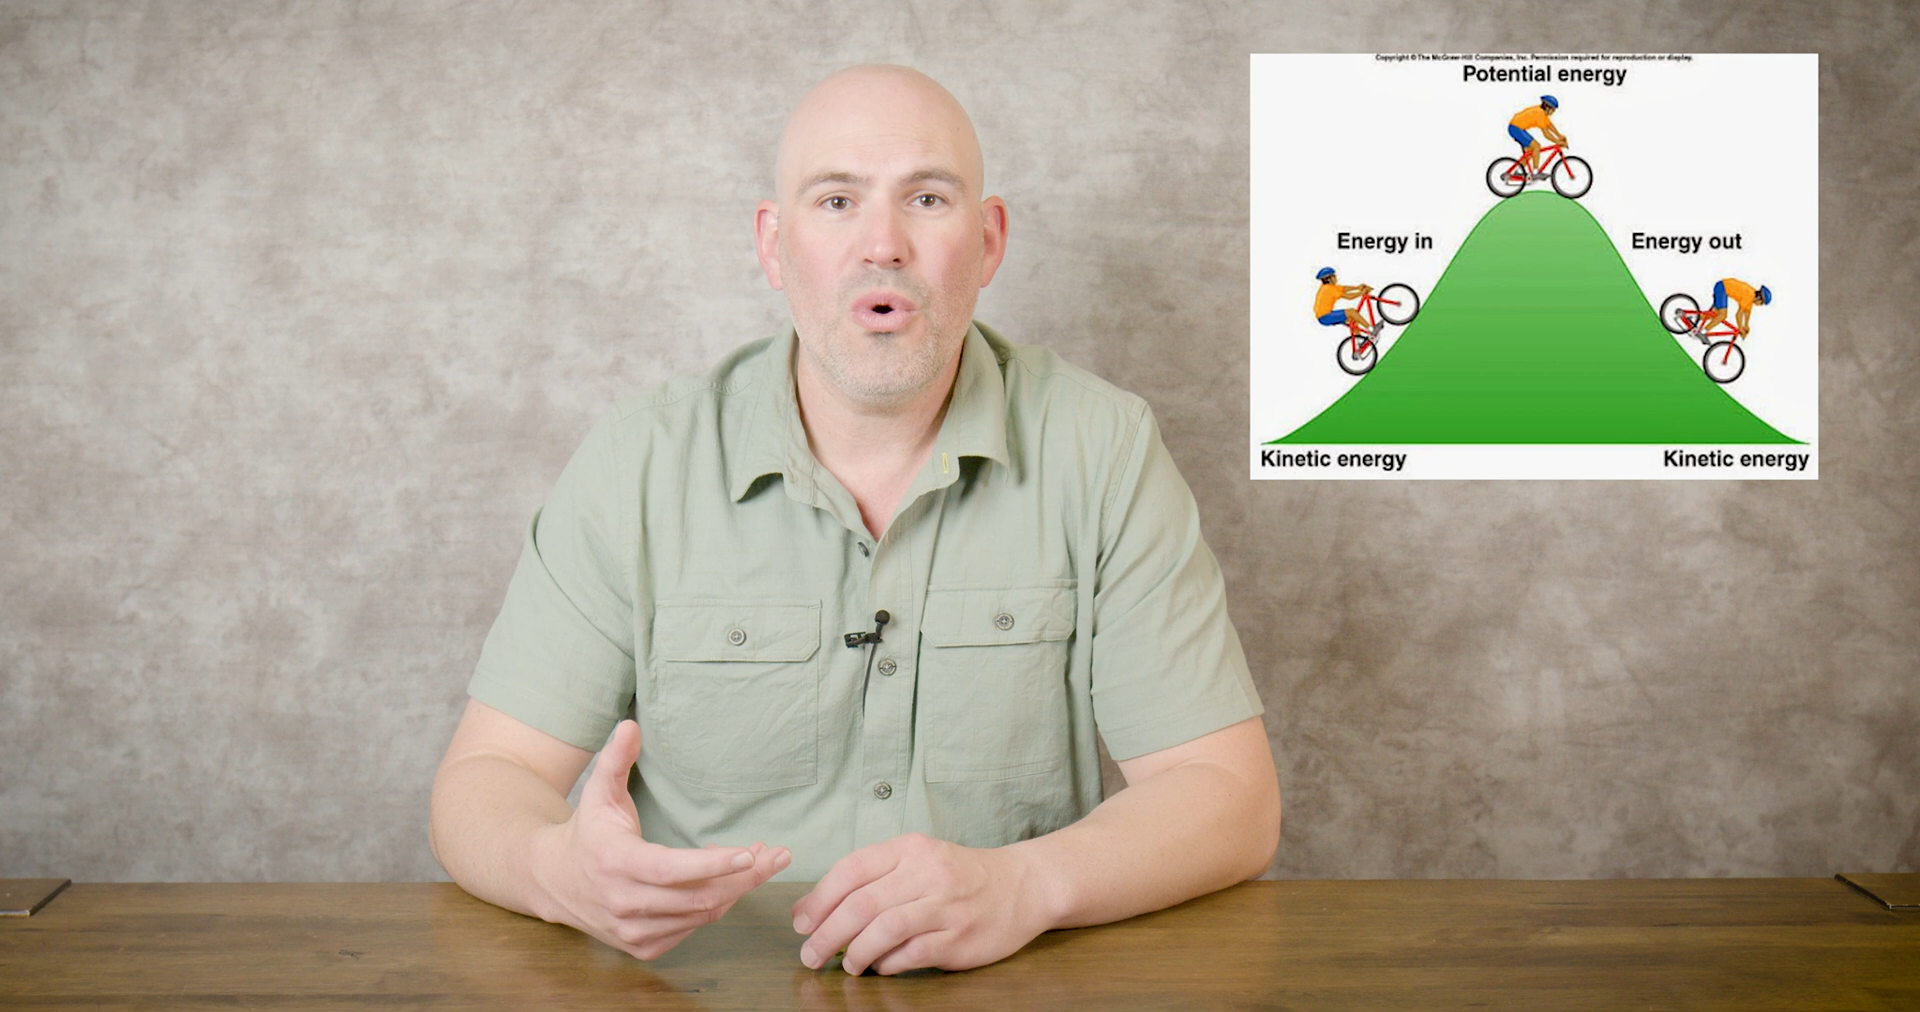 Copyright © The McGraw-Hill Companies, Inc. Permission required for reproduction or display.
Potential energy
Energy in
Energy out
Kinetic energy
Kinetic energy